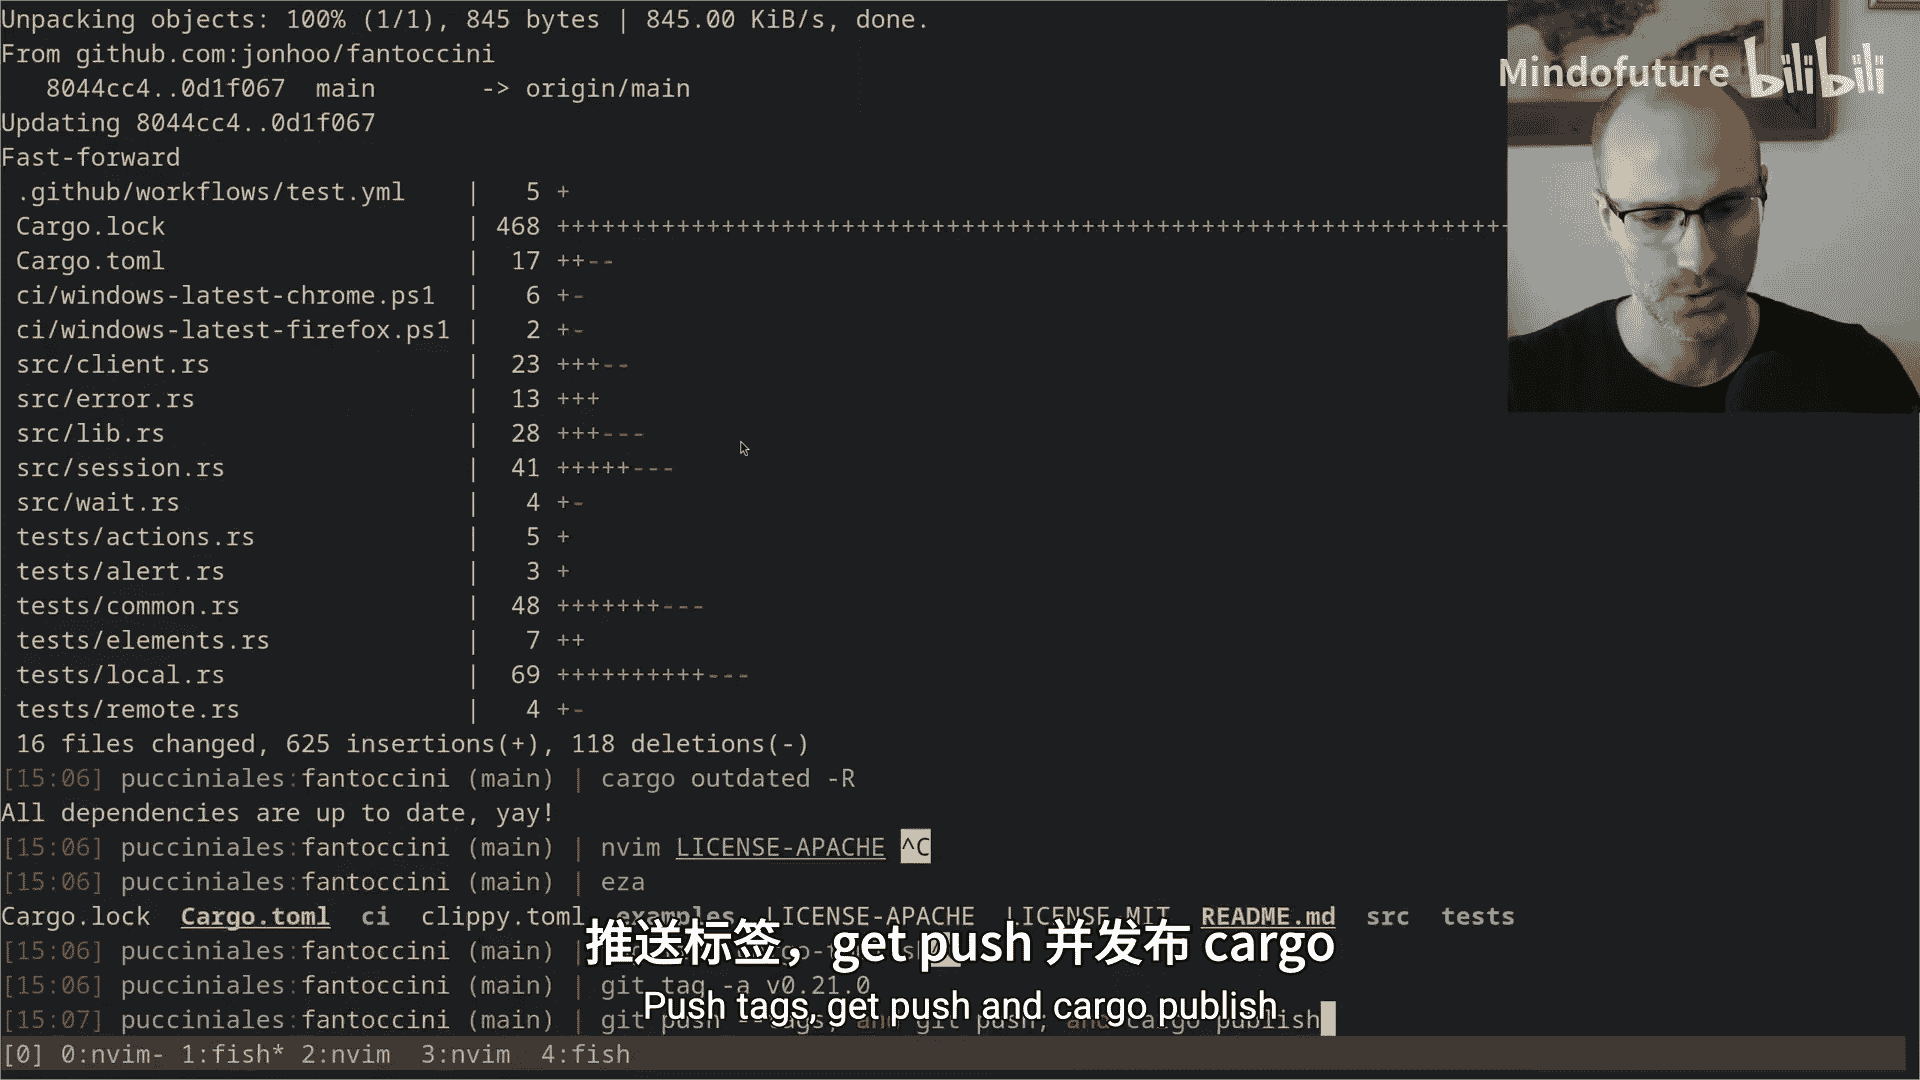 Unpacking objects: 100% (1/1), 845 bytes | 845.00 KiB/s, done.
From github.com:jonhoo/fantoccini
   8044cc4..0d1f067  main       -> origin/main
Updating 8044cc4..0d1f067
Fast-forward
 .github/workflows/test.yml    |   5 +
 Cargo.lock                    | 468 +++++++++++++++++++++++++++++++++++++++++++++++++++++++++++++++
 Cargo.toml                    |  17 ++--
 ci/windows-latest-chrome.ps1  |   6 +-
 ci/windows-latest-firefox.ps1 |   2 +-
 src/client.rs                 |  23 +++--
 src/error.rs                  |  13 +++
 src/lib.rs                    |  28 +++---
 src/session.rs                |  41 +++++---
 src/wait.rs                   |   4 +-
 tests/actions.rs              |   5 +
 tests/alert.rs                |   3 +
 tests/common.rs               |  48 +++++++---
 tests/elements.rs             |   7 ++
 tests/local.rs                |  69 ++++++++++---
 tests/remote.rs               |   4 +-
 16 files changed, 625 insertions(+), 118 deletions(-)
[15:06] pucciniales:fantoccini (main) | cargo outdated -R
All dependencies are up to date, yay!
[15:06] pucciniales:fantoccini (main) | nvim LICENSE-APACHE ^C
[15:06] pucciniales:fantoccini (main) | eza
Cargo.lock  Cargo.toml  ci  clippy.toml  examples  LICENSE-APACHE  LICENSE-MIT  README.md  src  tests
[15:06] pucciniales:fantoccini (main) |
[15:06] pucciniales:fantoccini (main) | git tag -a v0.21.0
[15:07] pucciniales:fantoccini (main) | git push --tags; and git push; and cargo publish
[0] 0:nvim- 1:fish* 2:nvim  3:nvim  4:fish
推送标签，get push 并发布 cargo
Push tags, get push and cargo publish
Mindofuture bilibili